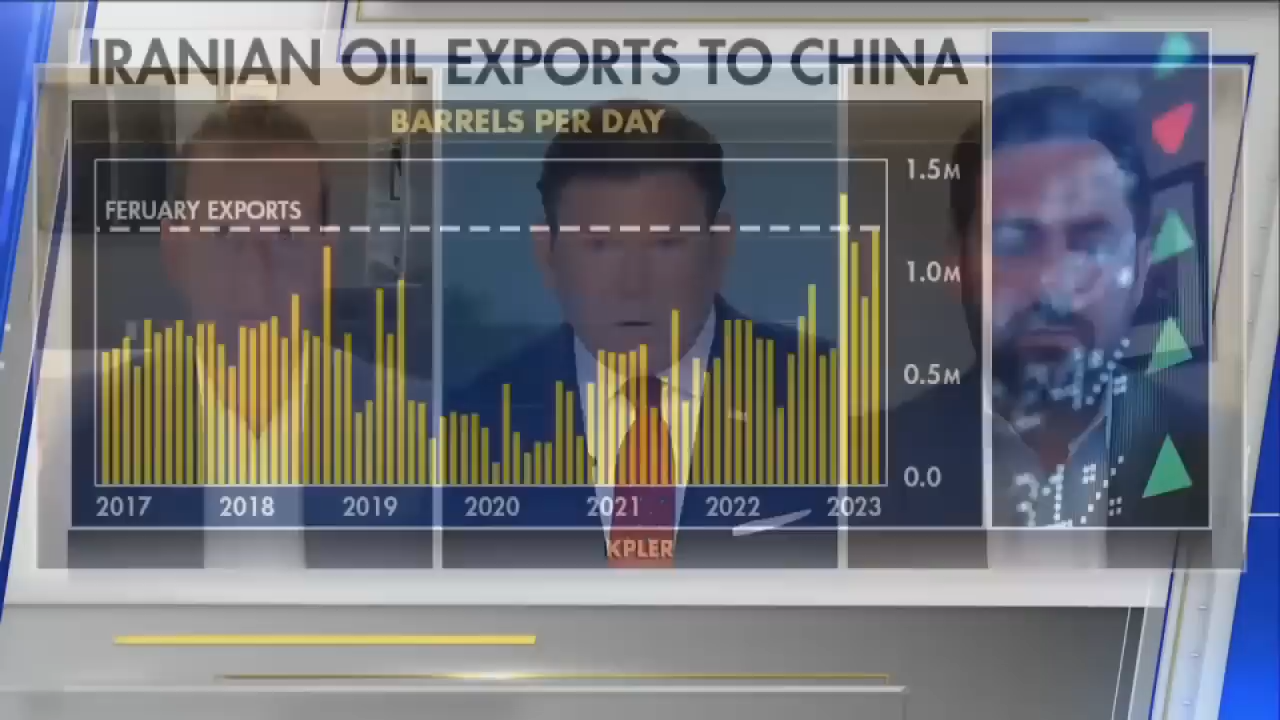 IRANIAN OIL EXPORTS TO CHINA
BARRELS PER DAY
1.5M
FERUARY EXPORTS
1.0M
0.5M
0.0
2017 2018 2019 2020 2021 2022 2023
KPLER